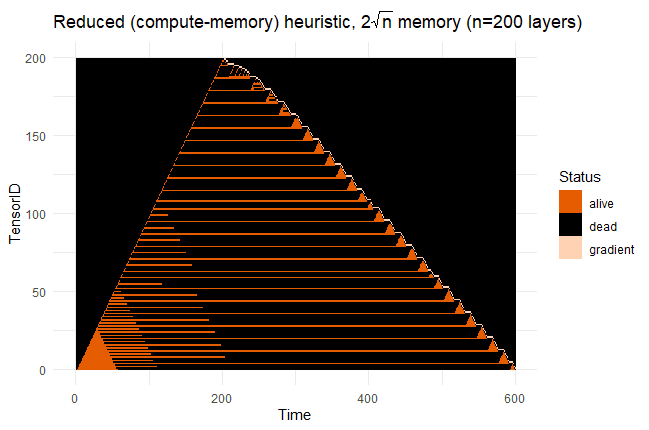 Reduced (compute-memory) heuristic, 2√n memory (n=200 layers)
200
150
100
50
0
TensorID
0
200
400
600
Time
Status
alive
dead
gradient